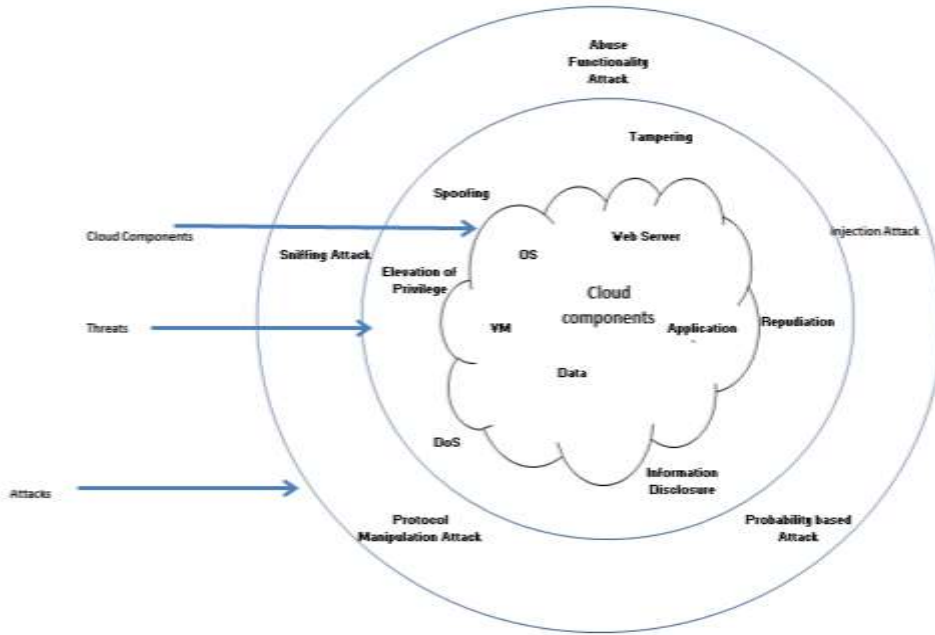 Abuse
Functionality
Attack
Tampering
Spoofing
Cloud Components
Sniffing Attack
Web Server
OS
Injection Attack
Elevation of
Privilege
Cloud
components
Threats
VM
Application
Repudiation
Data
DoS
Information
Disclosure
Attacks
Protocol
Manipulation Attack
Probability based
Attack